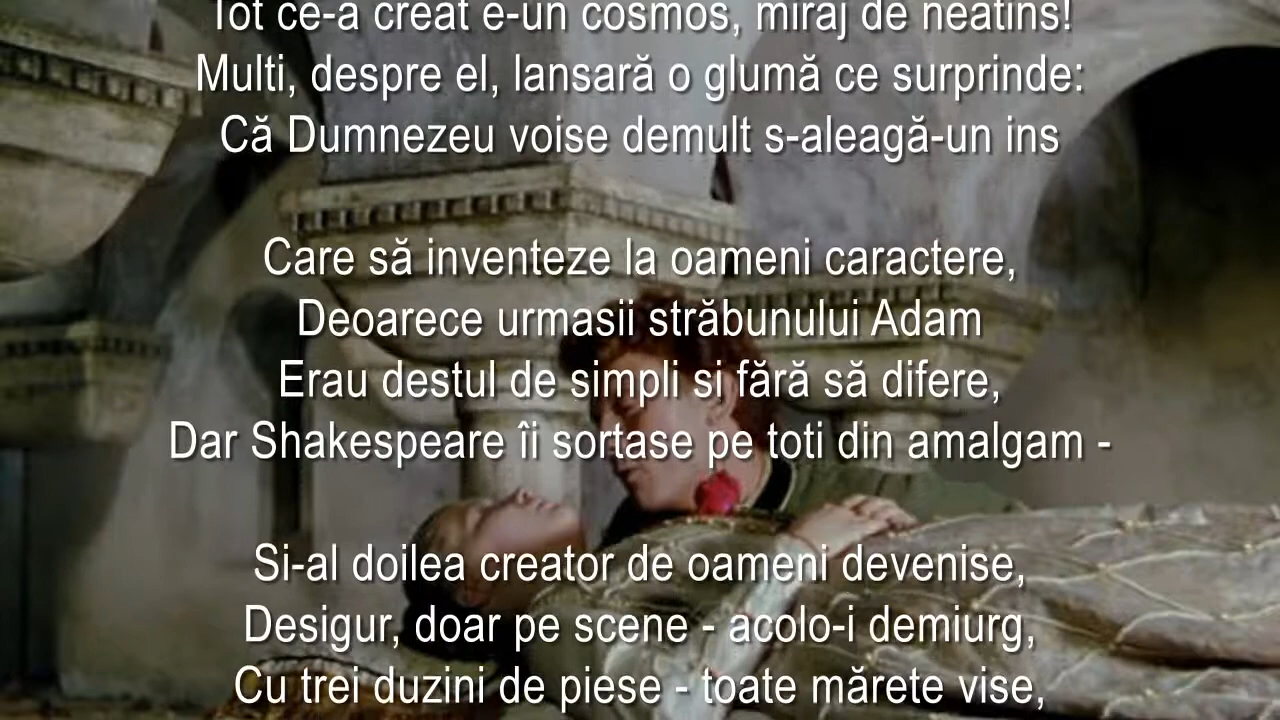 Tot ce-a creat e-un cosmos, miraj de neatins!
Multi, despre el, lansară o glumă ce surprinde:
Că Dumnezeu voise demult s-aleagă-un ins
Care să inventeze la oameni caractere,
Deoarece urmasii străbunului Adam
Erau destul de simpli si fără să difere,
Dar Shakespeare îi sortase pe toti din amalgam -
Si-al doilea creator de oameni devenise,
Desigur, doar pe scene - acolo-i demiurg,
Cu trei duzini de piese - toate mărete vise,